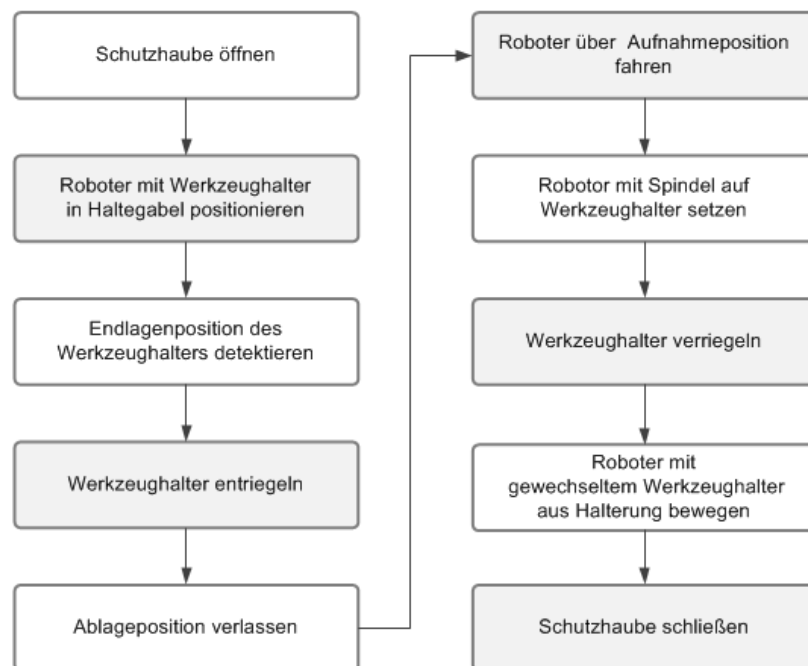 Schutzhaube öffnen
Roboter mit Werkzeughalter
in Haltegabel positionieren
Endlagenposition des
Werkzeughalters detektieren
Werkzeughalter entriegeln
Ablageposition verlassen
Roboter über Aufnahmeposition
fahren
Robotor mit Spindel auf
Werkzeughalter setzen
Werkzeughalter verriegeln
Roboter mit
gewechseltem Werkzeughalter
aus Halterung bewegen
Schutzhaube schließen